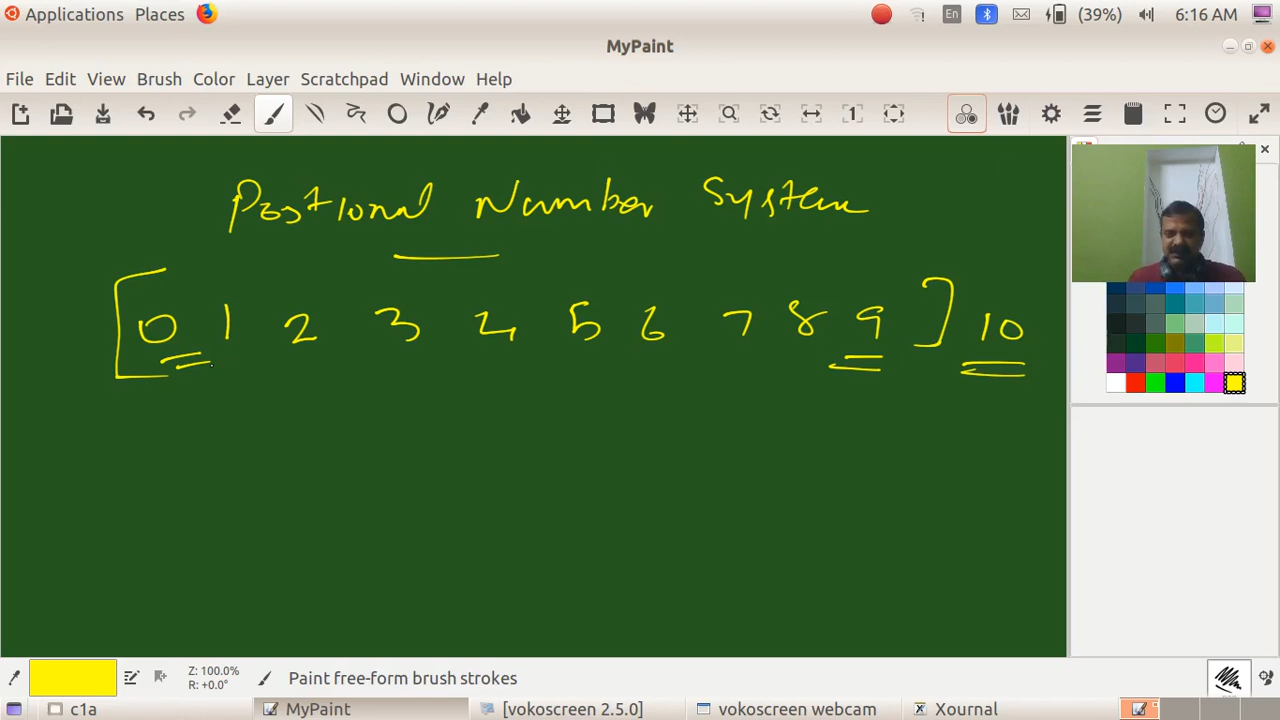 Applications Places En (39%) 6:16 AM
MyPaint
File Edit View Brush Color Layer Scratchpad Window Help
Postional Number System
[0 1 2 3 4 5 6 7 8 9] 10
Z: 100.0%
R: +0.0°
Paint free-form brush strokes
c1a MyPaint [vokoscreen 2.5.0] vokoscreen webcam Xournal